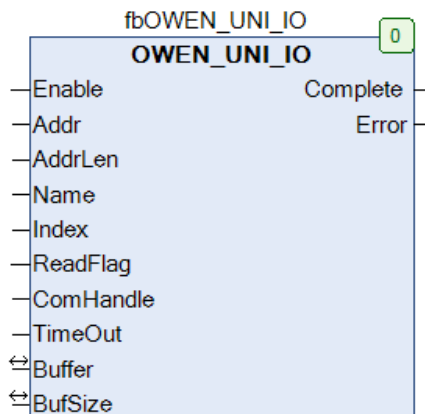 fbOWEN_UNI_IO
0
OWEN_UNI_IO
Enable Complete
Addr Error
AddrLen
Name
Index
ReadFlag
ComHandle
TimeOut
Buffer
BufSize